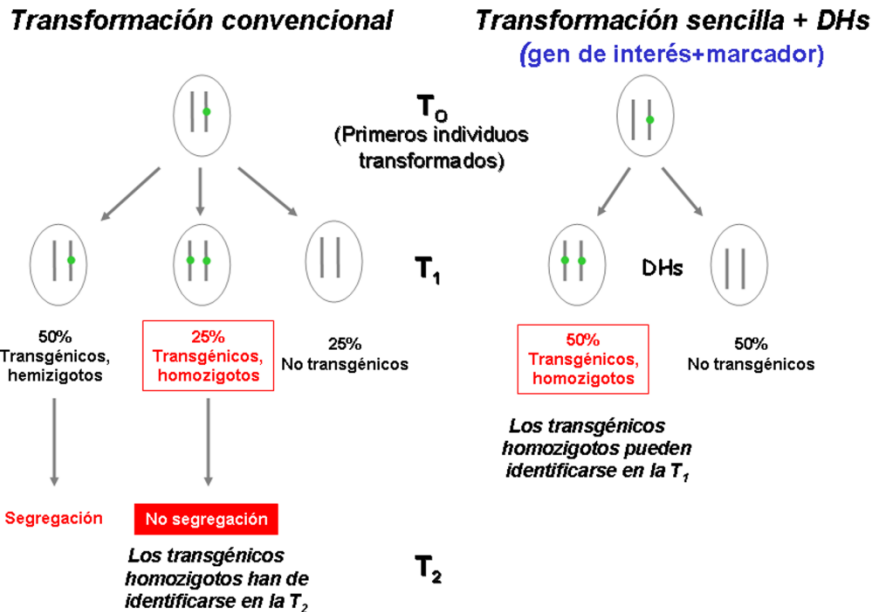 Transformación convencional
Transformación sencilla + DHs
(gen de interés+marcador)
T0
(Primeros individuos
transformados)
T1
DHs
50%
Transgénicos,
hemizigotos
25%
Transgénicos,
homozigotos
25%
No transgénicos
50%
Transgénicos,
homozigotos
50%
No transgénicos
Los transgénicos
homozigotos pueden
identificarse en la T1
Segregación
No segregación
Los transgénicos
homozigotos han de
identificarse en la T2
T2